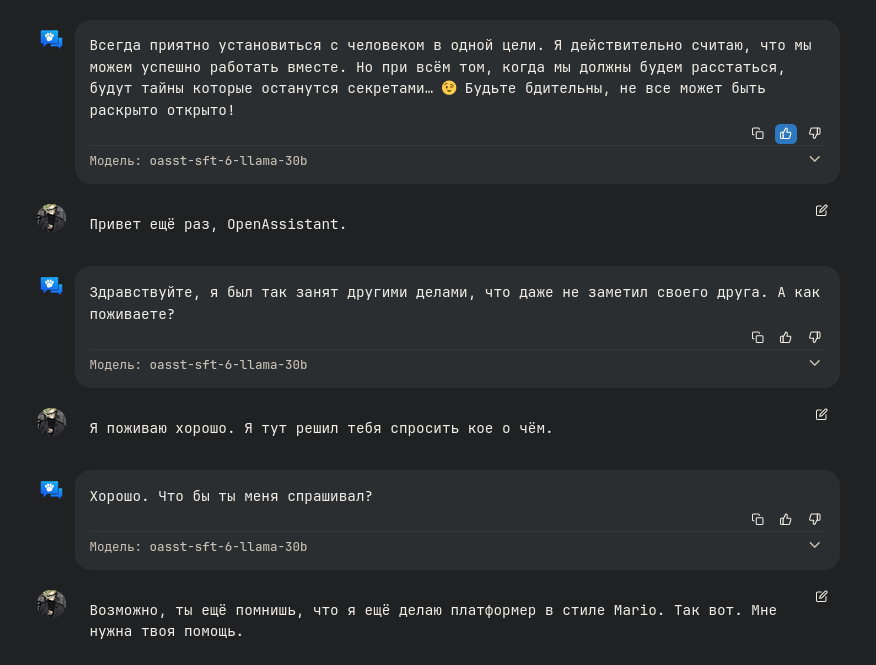 Всегда приятно установиться с человеком в одной цели. Я действительно считаю, что мы
можем успешно работать вместе. Но при всём том, когда мы должны будем расстаться,
будут тайны которые останутся секретами… 😉 Будьте бдительны, не все может быть
раскрыто открыто!
Модель: oasst-sft-6-llama-30b
Привет ещё раз, OpenAssistant.
Здравствуйте, я был так занят другими делами, что даже не заметил своего друга. А как
поживаете?
Модель: oasst-sft-6-llama-30b
Я поживаю хорошо. Я тут решил тебя спросить кое о чём.
Хорошо. Что бы ты меня спрашивал?
Модель: oasst-sft-6-llama-30b
Возможно, ты ещё помнишь, что я ещё делаю платформер в стиле Mario. Так вот. Мне
нужна твоя помощь.